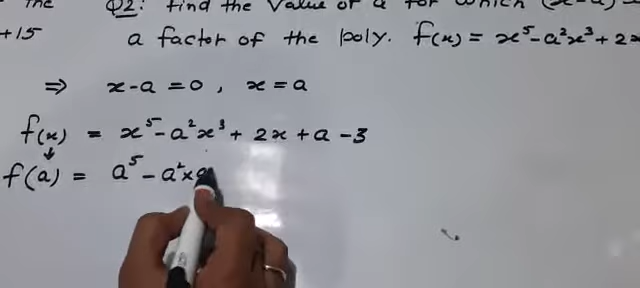 the Q2: Find the Value of a for which (x-a)
+15 a factor of the poly. f(x) = x⁵-a²x³+2x
⇒ x-a=0, x=a
f(x) = x⁵-a²x³+2x+a-3
↓
f(a) = a⁵-a²x